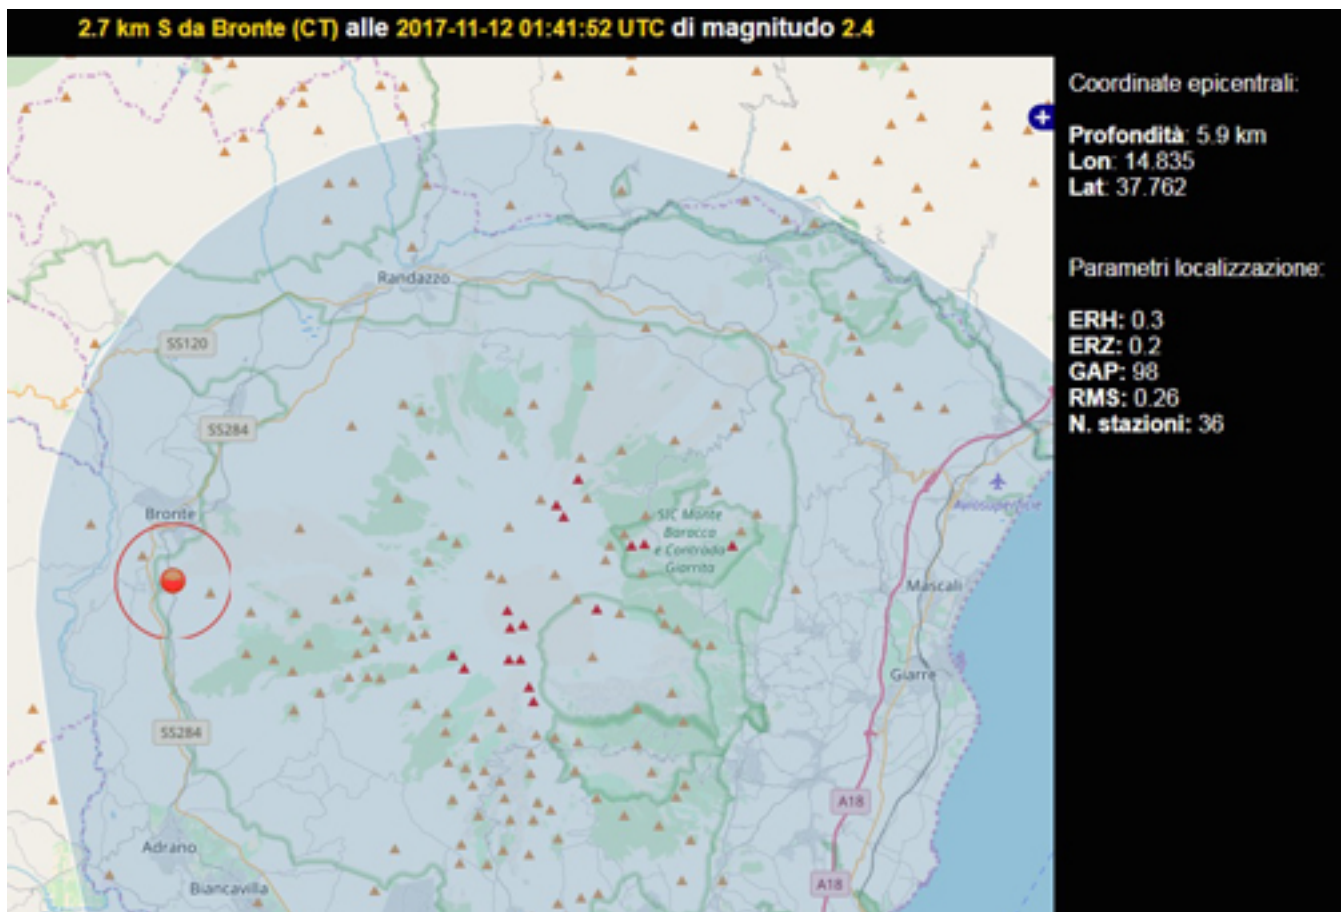 2.7 km S da Bronte (CT) alle 2017-11-12 01:41:52 UTC di magnitudo 2.4
Coordinate epicentrali:
Profondità: 5.9 km
Lon: 14.835
Lat: 37.762
Parametri localizzazione:
ERH: 0.3
ERZ: 0.2
GAP: 98
RMS: 0.26
N. stazioni: 36
+
Randazzo
SS120
SS284
Bronte
SIC Monte
Baracca
e Contrada
Giarrita
Aviosuperficie
Mascali
Giarre
SS284
A18
Adrano
Biancavilla
A18